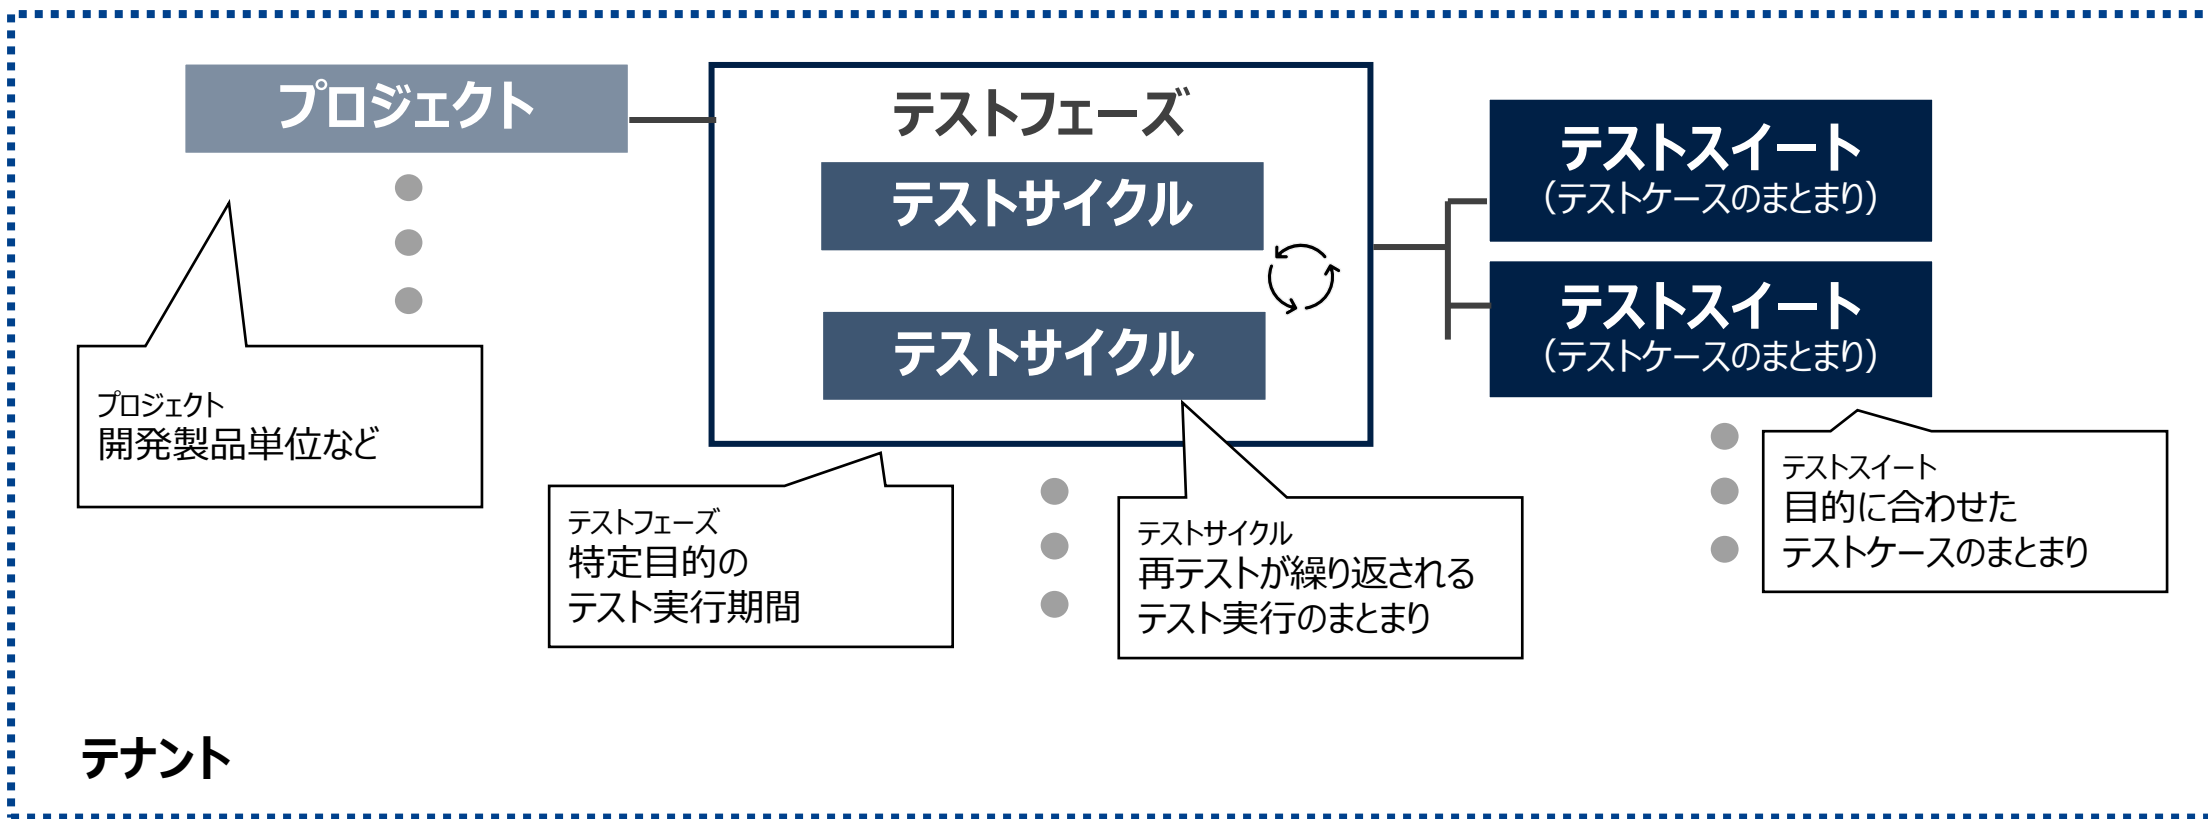 プロジェクト
テストフェーズ
テストサイクル
テストサイクル
テストスイート
（テストケースのまとまり）
テストスイート
（テストケースのまとまり）
プロジェクト
開発製品単位など
テストフェーズ
特定目的の
テスト実行期間
テストサイクル
再テストが繰り返される
テスト実行のまとまり
テストスイート
目的に合わせた
テストケースのまとまり
テナント